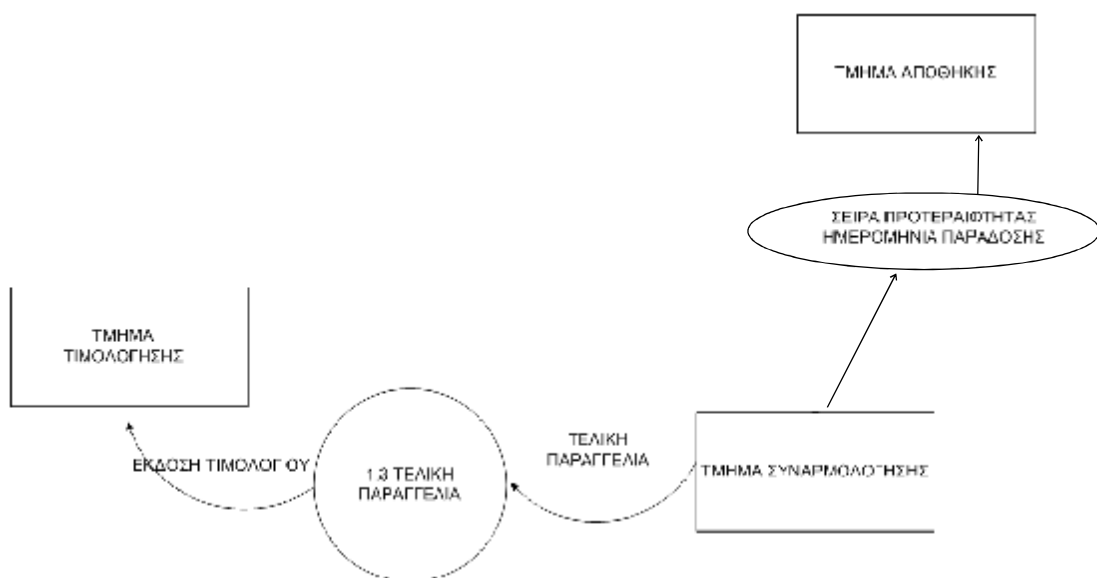 ΤΜΗΜΑ ΑΠΟΘΗΚΗΣ
ΣΕΙΡΑ ΠΡΟΤΕΡΑΙΟΤΗΤΑΣ
ΗΜΕΡΟΜΗΝΙΑ ΠΑΡΑΔΟΣΗΣ
ΤΜΗΜΑ
ΤΙΜΟΛΟΓΗΣΗΣ
ΕΚΔΟΣΗ ΤΙΜΟΛΟΓΙΟΥ
1.3 ΤΕΛΙΚΗ
ΠΑΡΑΓΓΕΛΙΑ
ΤΕΛΙΚΗ
ΠΑΡΑΓΓΕΛΙΑ
ΤΜΗΜΑ ΣΥΝΑΡΜΟΛΟΓΗΣΗΣ